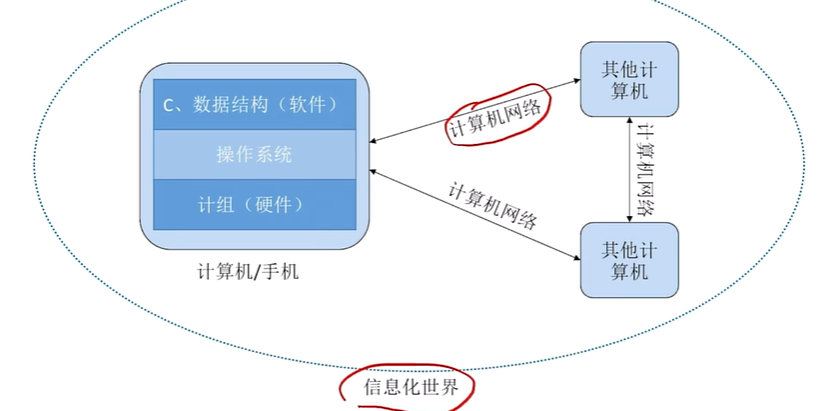 其他计
算机
C、数据结构（软件）
计算机网络
操作系统
计算机网络
计组（硬件）
计算机网络
其他计
算机
计算机/手机
信息化世界